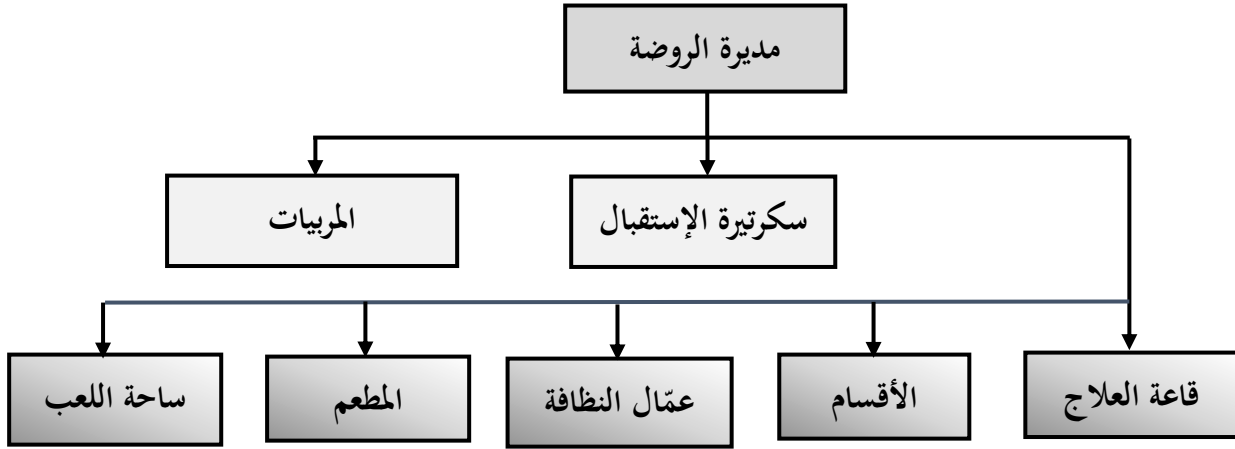 مديرة الروضة
سكرتيرة الإستقبال
المربيات
قاعة العلاج
الأقسام
عمّال النظافة
المطعم
ساحة اللعب